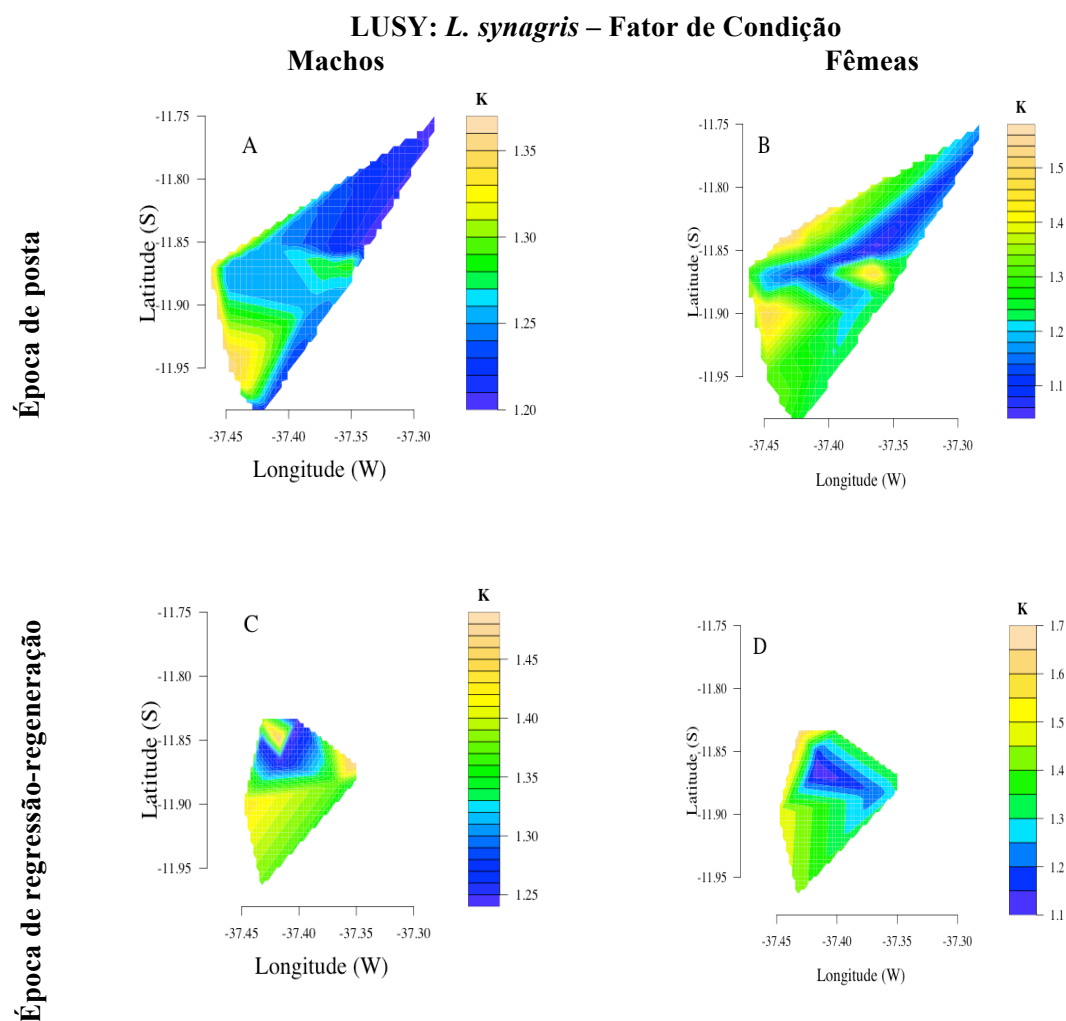 LUSY: L. synagris – Fator de Condição
Machos
Fêmeas
Época de posta
A
K
-11.75
-11.80
-11.85
-11.90
-11.95
Latitude (S)
1.35
1.30
1.25
1.20
-37.45 -37.40 -37.35 -37.30
Longitude (W)
B
K
-11.75
-11.80
-11.85
-11.90
-11.95
Latitude (S)
1.5
1.4
1.3
1.2
1.1
-37.45 -37.40 -37.35 -37.30
Longitude (W)
Época de regressão-regeneração
C
K
-11.75
-11.80
-11.85
-11.90
-11.95
Latitude (S)
1.45
1.40
1.35
1.30
1.25
-37.45 -37.40 -37.35 -37.30
Longitude (W)
D
K
-11.75
-11.80
-11.85
-11.90
-11.95
Latitude (S)
1.7
1.6
1.5
1.4
1.3
1.2
1.1
-37.45 -37.40 -37.35 -37.30
Longitude (W)